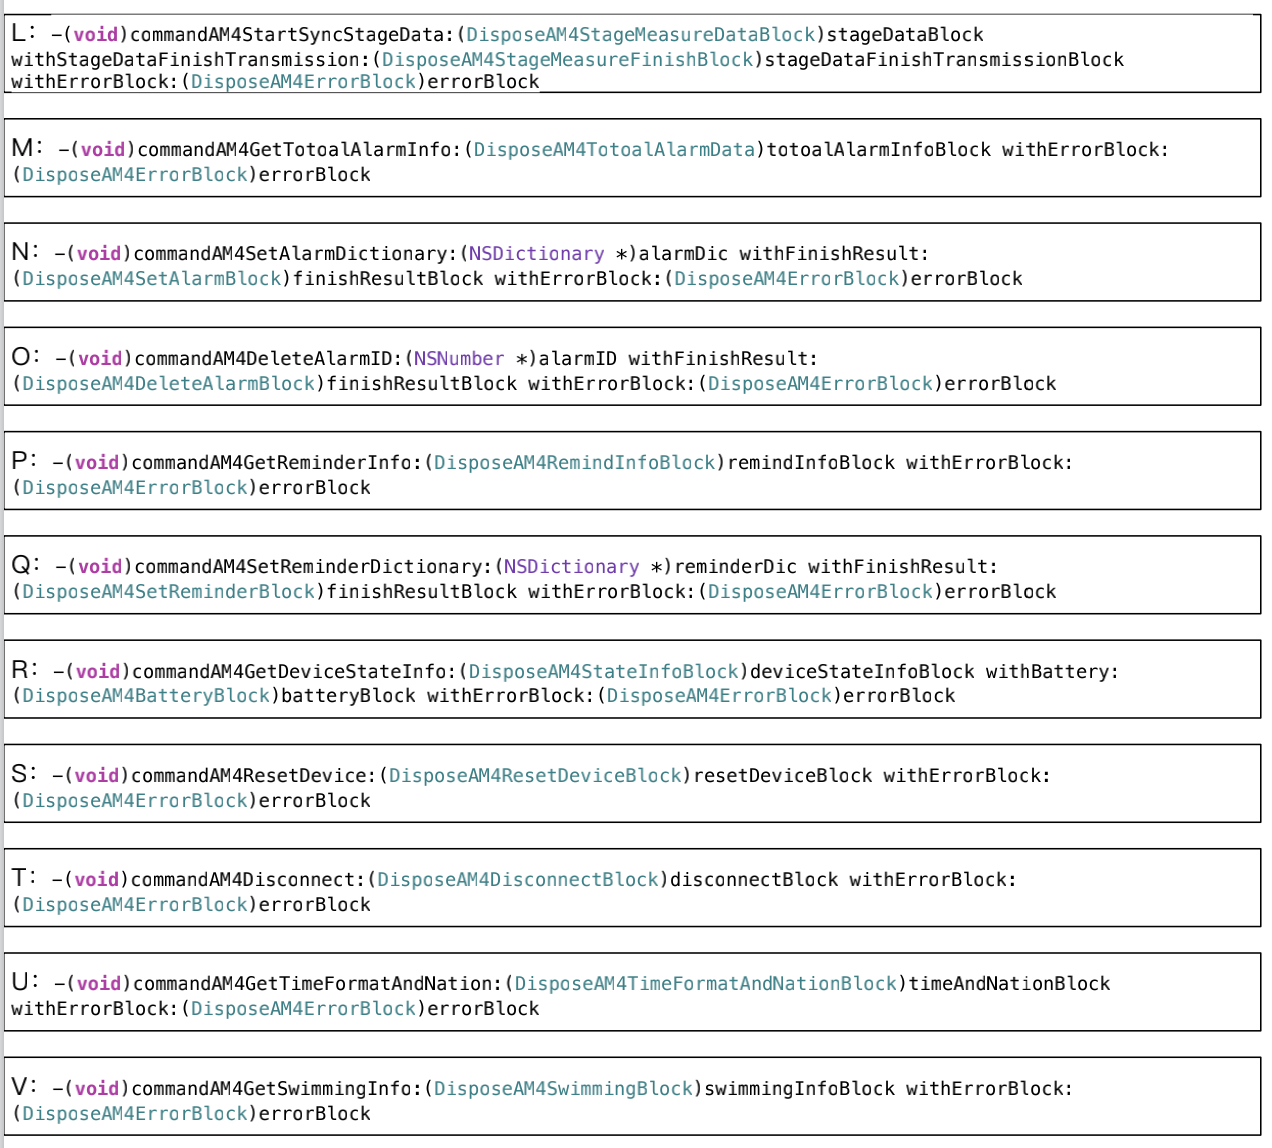 L: -(void)commandAM4StartSyncStageData:(DisposeAM4StageMeasureDataBlock)stageDataBlock
withStageDataFinishTransmission:(DisposeAM4StageMeasureFinishBlock)stageDataFinishTransmissionBlock
withErrorBlock:(DisposeAM4ErrorBlock)errorBlock
M: -(void)commandAM4GetTotoalAlarmInfo:(DisposeAM4TotoalAlarmData)totoalAlarmInfoBlock withErrorBlock:
(DisposeAM4ErrorBlock)errorBlock
N: -(void)commandAM4SetAlarmDictionary:(NSDictionary *)alarmDic withFinishResult:
(DisposeAM4SetAlarmBlock)finishResultBlock withErrorBlock:(DisposeAM4ErrorBlock)errorBlock
O: -(void)commandAM4DeleteAlarmID:(NSNumber *)alarmID withFinishResult:
(DisposeAM4DeleteAlarmBlock)finishResultBlock withErrorBlock:(DisposeAM4ErrorBlock)errorBlock
P: -(void)commandAM4GetReminderInfo:(DisposeAM4RemindInfoBlock)remindInfoBlock withErrorBlock:
(DisposeAM4ErrorBlock)errorBlock
Q: -(void)commandAM4SetReminderDictionary:(NSDictionary *)reminderDic withFinishResult:
(DisposeAM4SetReminderBlock)finishResultBlock withErrorBlock:(DisposeAM4ErrorBlock)errorBlock
R: -(void)commandAM4GetDeviceStateInfo:(DisposeAM4StateInfoBlock)deviceStateInfoBlock withBattery:
(DisposeAM4BatteryBlock)batteryBlock withErrorBlock:(DisposeAM4ErrorBlock)errorBlock
S: -(void)commandAM4ResetDevice:(DisposeAM4ResetDeviceBlock)resetDeviceBlock withErrorBlock:
(DisposeAM4ErrorBlock)errorBlock
T: -(void)commandAM4Disconnect:(DisposeAM4DisconnectBlock)disconnectBlock withErrorBlock:
(DisposeAM4ErrorBlock)errorBlock
U: -(void)commandAM4GetTimeFormatAndNation:(DisposeAM4TimeFormatAndNationBlock)timeAndNationBlock
withErrorBlock:(DisposeAM4ErrorBlock)errorBlock
V: -(void)commandAM4GetSwimmingInfo:(DisposeAM4SwimmingBlock)swimmingInfoBlock withErrorBlock:
(DisposeAM4ErrorBlock)errorBlock